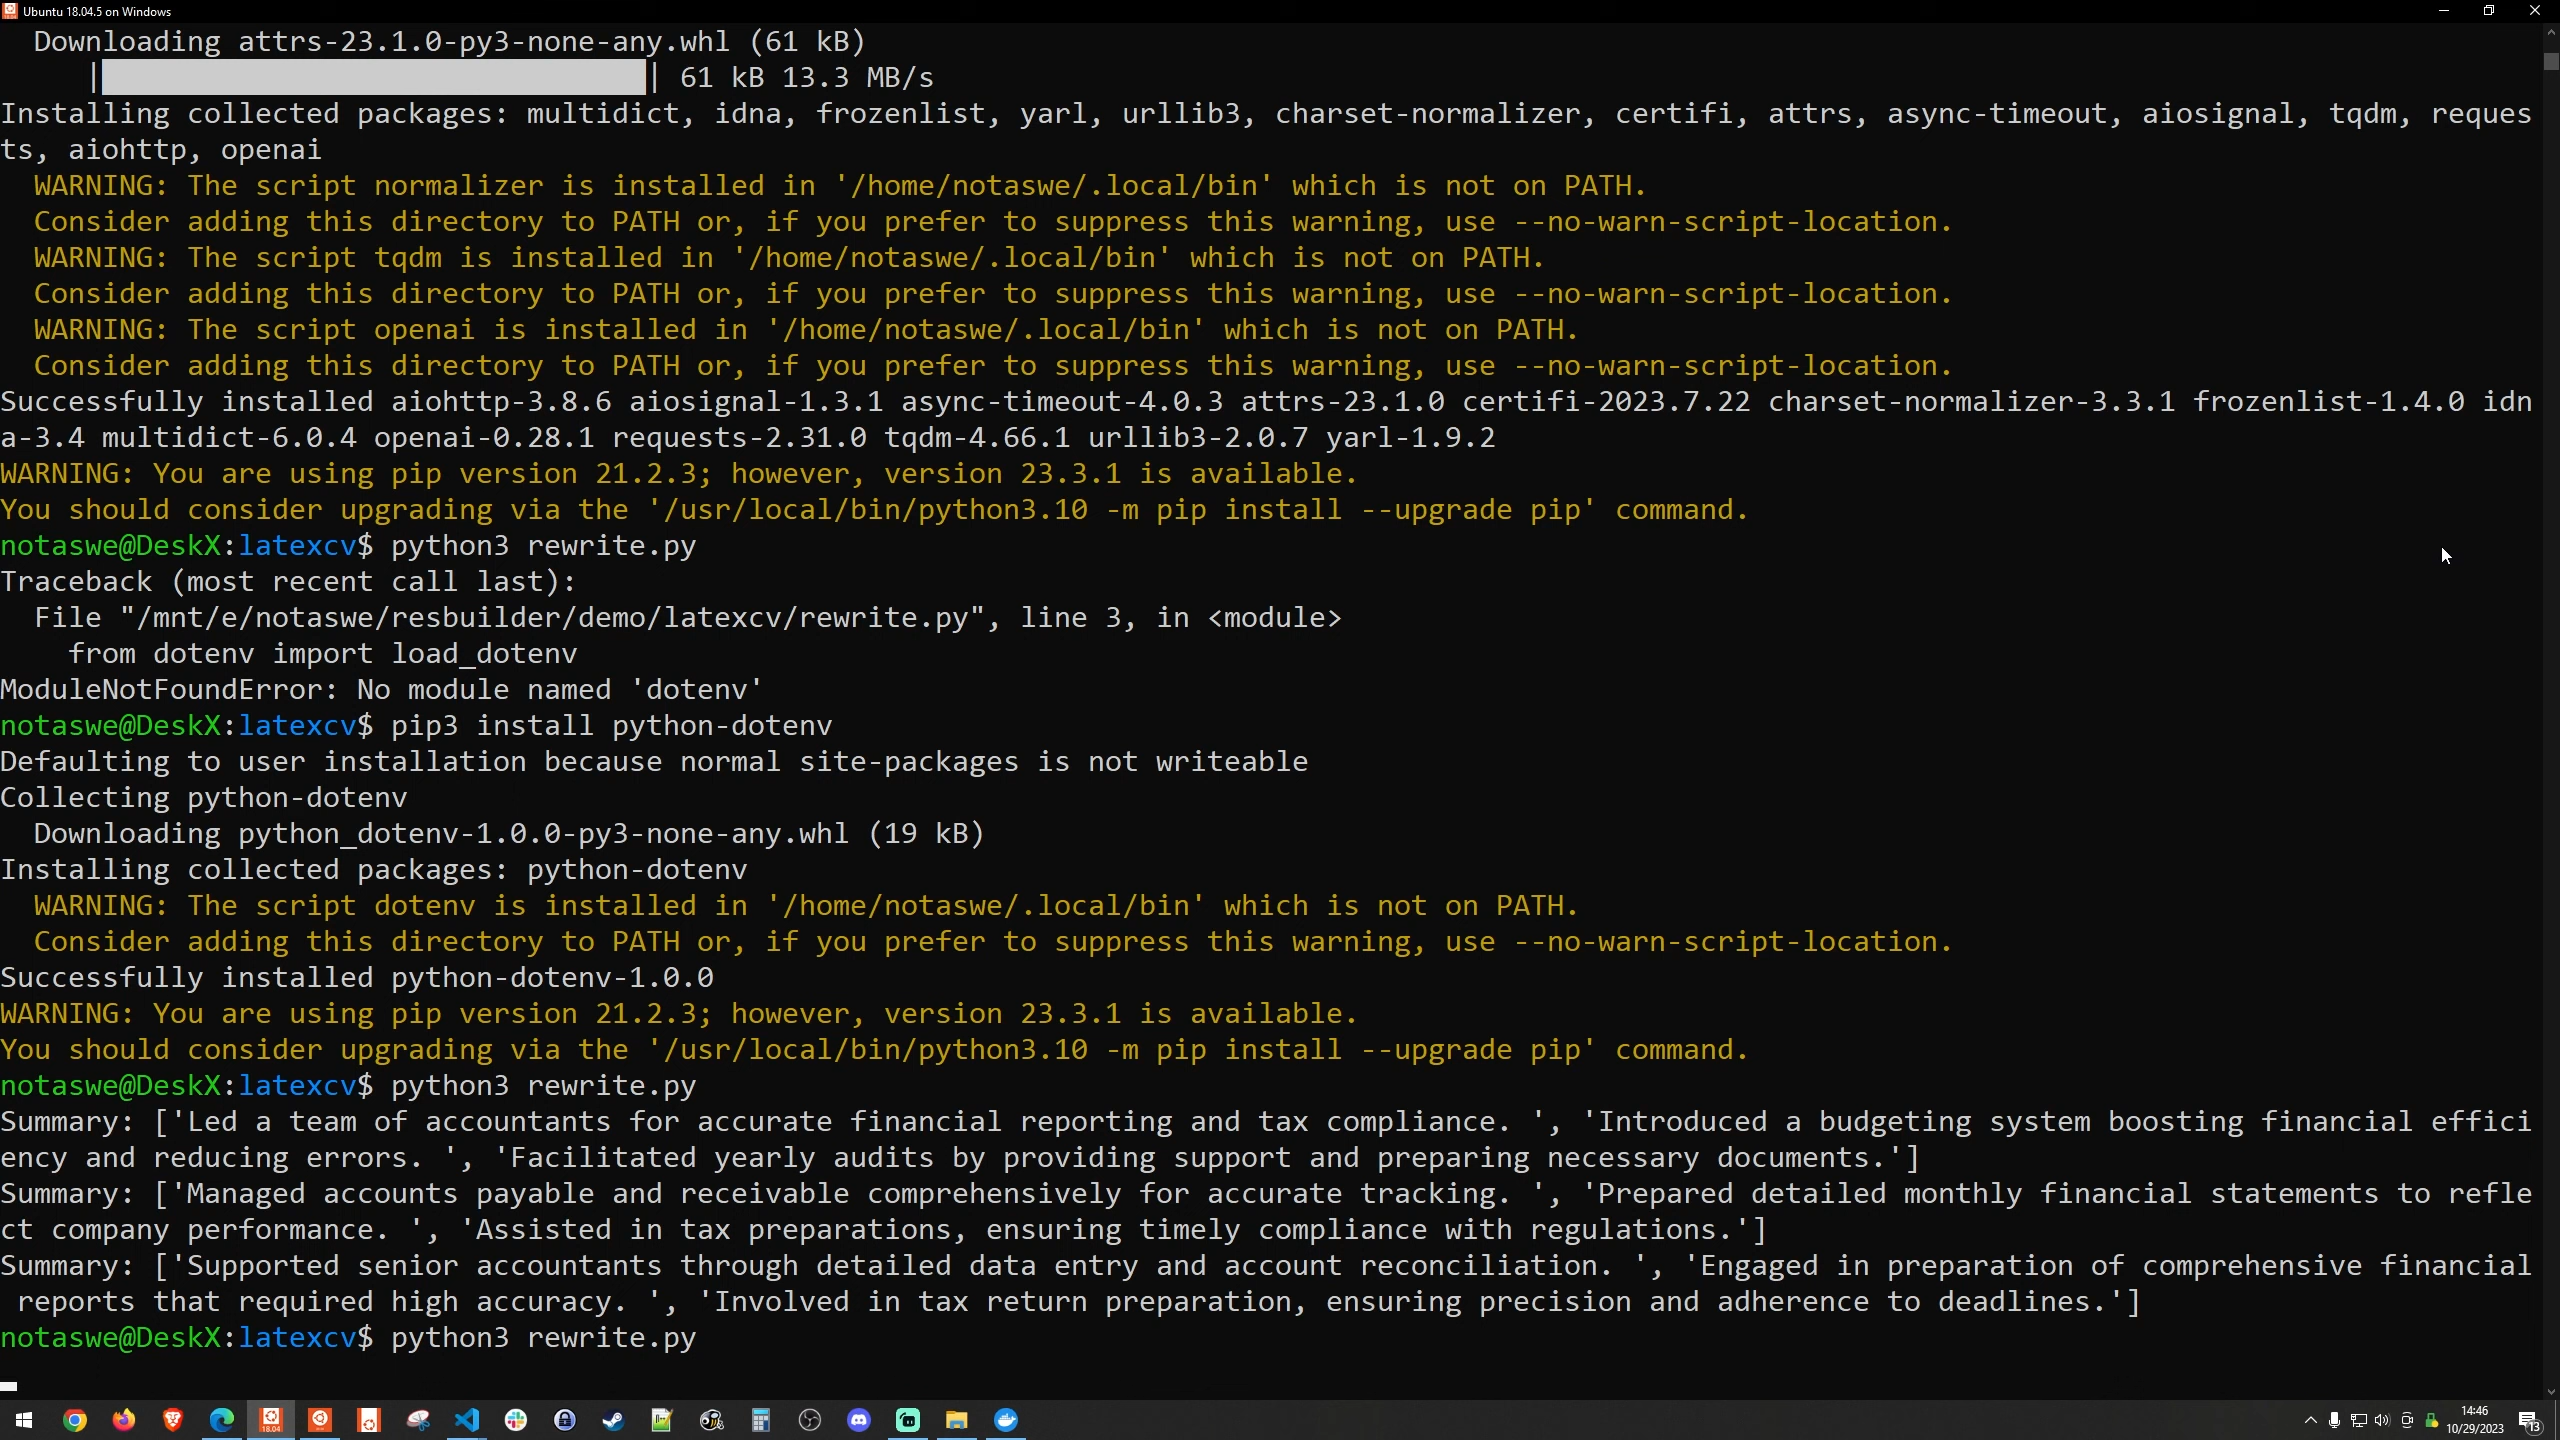 Ubuntu 18.04.5 on Windows
  Downloading attrs-23.1.0-py3-none-any.whl (61 kB)
     |████████████████████████████████| 61 kB 13.3 MB/s
Installing collected packages: multidict, idna, frozenlist, yarl, urllib3, charset-normalizer, certifi, attrs, async-timeout, aiosignal, tqdm, reques
ts, aiohttp, openai
  WARNING: The script normalizer is installed in '/home/notaswe/.local/bin' which is not on PATH.
  Consider adding this directory to PATH or, if you prefer to suppress this warning, use --no-warn-script-location.
  WARNING: The script tqdm is installed in '/home/notaswe/.local/bin' which is not on PATH.
  Consider adding this directory to PATH or, if you prefer to suppress this warning, use --no-warn-script-location.
  WARNING: The script openai is installed in '/home/notaswe/.local/bin' which is not on PATH.
  Consider adding this directory to PATH or, if you prefer to suppress this warning, use --no-warn-script-location.
Successfully installed aiohttp-3.8.6 aiosignal-1.3.1 async-timeout-4.0.3 attrs-23.1.0 certifi-2023.7.22 charset-normalizer-3.3.1 frozenlist-1.4.0 idn
a-3.4 multidict-6.0.4 openai-0.28.1 requests-2.31.0 tqdm-4.66.1 urllib3-2.0.7 yarl-1.9.2
WARNING: You are using pip version 21.2.3; however, version 23.3.1 is available.
You should consider upgrading via the '/usr/local/bin/python3.10 -m pip install --upgrade pip' command.
notaswe@DeskX:latexcv$ python3 rewrite.py
Traceback (most recent call last):
  File "/mnt/e/notaswe/resbuilder/demo/latexcv/rewrite.py", line 3, in <module>
    from dotenv import load_dotenv
ModuleNotFoundError: No module named 'dotenv'
notaswe@DeskX:latexcv$ pip3 install python-dotenv
Defaulting to user installation because normal site-packages is not writeable
Collecting python-dotenv
  Downloading python_dotenv-1.0.0-py3-none-any.whl (19 kB)
Installing collected packages: python-dotenv
  WARNING: The script dotenv is installed in '/home/notaswe/.local/bin' which is not on PATH.
  Consider adding this directory to PATH or, if you prefer to suppress this warning, use --no-warn-script-location.
Successfully installed python-dotenv-1.0.0
WARNING: You are using pip version 21.2.3; however, version 23.3.1 is available.
You should consider upgrading via the '/usr/local/bin/python3.10 -m pip install --upgrade pip' command.
notaswe@DeskX:latexcv$ python3 rewrite.py
Summary: ['Led a team of accountants for accurate financial reporting and tax compliance. ', 'Introduced a budgeting system boosting financial effici
ency and reducing errors. ', 'Facilitated yearly audits by providing support and preparing necessary documents.']
Summary: ['Managed accounts payable and receivable comprehensively for accurate tracking. ', 'Prepared detailed monthly financial statements to refle
ct company performance. ', 'Assisted in tax preparations, ensuring timely compliance with regulations.']
Summary: ['Supported senior accountants through detailed data entry and account reconciliation. ', 'Engaged in preparation of comprehensive financial
 reports that required high accuracy. ', 'Involved in tax return preparation, ensuring precision and adherence to deadlines.']
notaswe@DeskX:latexcv$ python3 rewrite.py
18.04
14:46
10/29/2023
13